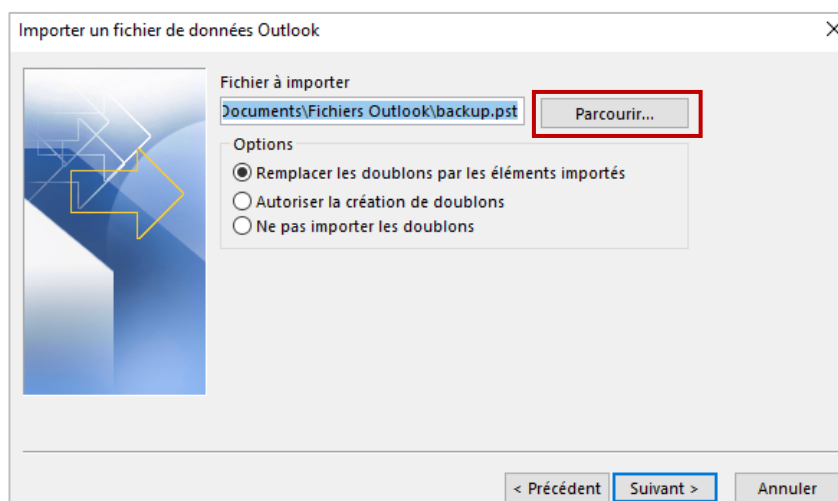 Importer un fichier de données Outlook
Fichier à importer
Documents\Fichiers Outlook\backup.pst
Parcourir...
Options
Remplacer les doublons par les éléments importés
Autoriser la création de doublons
Ne pas importer les doublons
< Précédent
Suivant >
Annuler